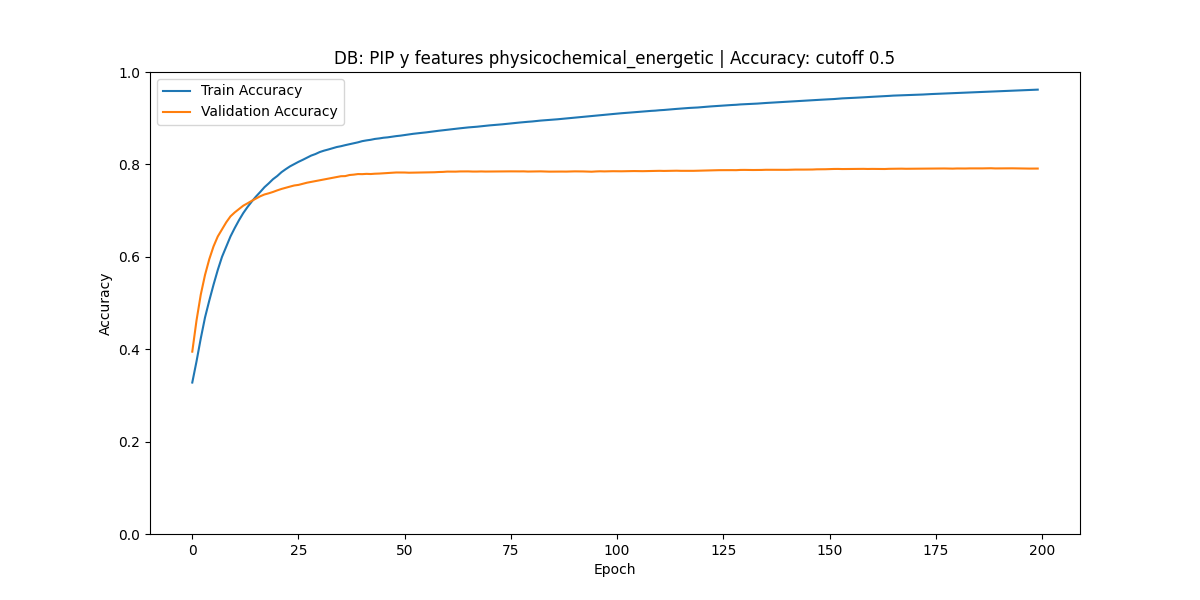 DB: PIP y features physicochemical_energetic | Accuracy: cutoff 0.5
Train Accuracy
Validation Accuracy
1.0
0.8
0.6
0.4
0.2
0.0
Accuracy
0 25 50 75 100 125 150 175 200
Epoch